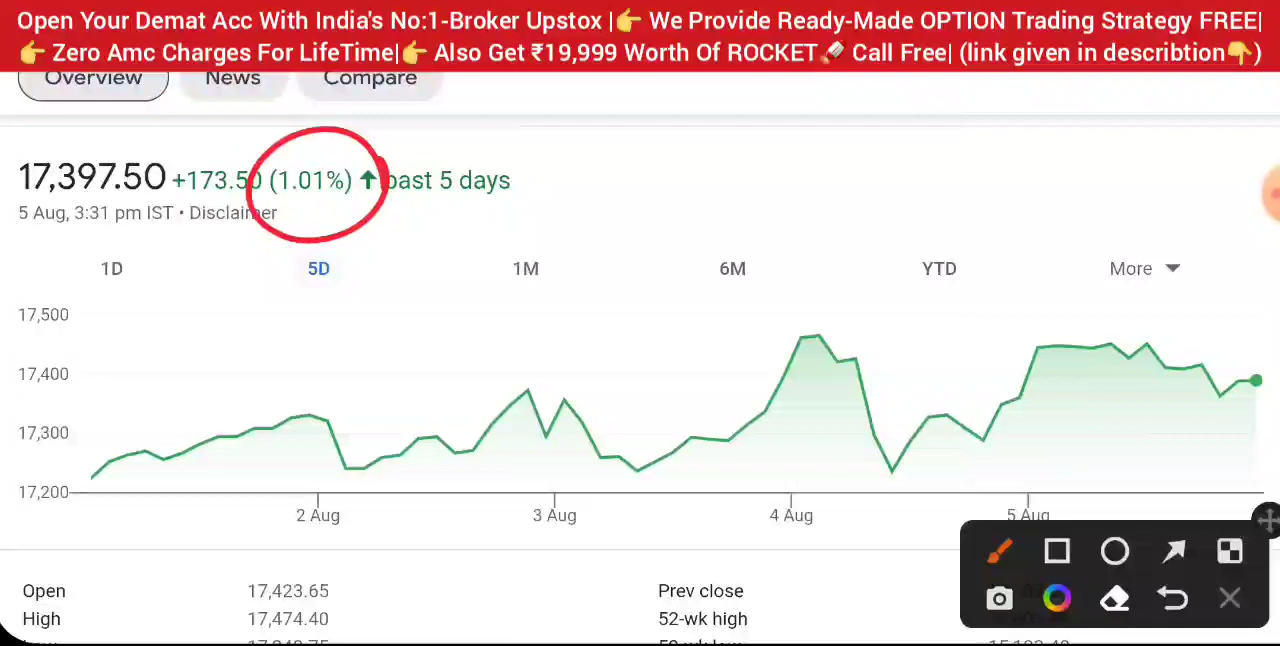 Open Your Demat Acc With India's No:1-Broker Upstox |👉 We Provide Ready-Made OPTION Trading Strategy FREE|
👉 Zero Amc Charges For LifeTime|👉 Also Get ₹19,999 Worth Of ROCKET🚀 Call Free| (link given in describtion👇)
Overview News Compare
17,397.50 +173.50 (1.01%) ↑ past 5 days
5 Aug, 3:31 pm IST • Disclaimer
1D 5D 1M 6M YTD More
17,500
17,400
17,300
17,200
2 Aug 3 Aug 4 Aug 5 Aug
Open 17,423.65 Prev close
High 17,474.40 52-wk high